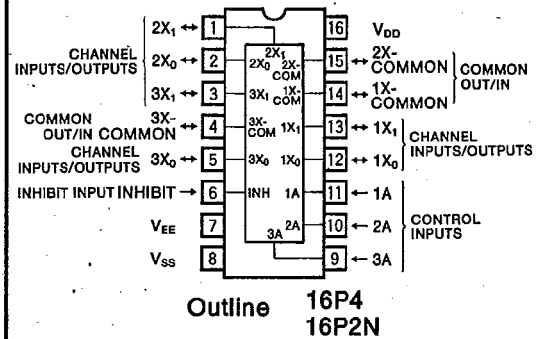 2X₁ ↔ 1
CHANNEL INPUTS/OUTPUTS
2X₀ ↔ 2
3X₁ ↔ 3
COMMON OUT/IN
3X-COMMON ↔ 4
CHANNEL INPUTS/OUTPUTS
3X₀ ↔ 5
INHIBIT INPUT INHIBIT → 6
V_EE 7
V_SS 8
2X₁
2X₀ 2X-COM
3X₁ 1X-COM
3X-COM 1X₁
3X₀ 1X₀
INH 1A
2A
3A
16 V_DD
15 ↔ 2X-COMMON
14 ↔ 1X-COMMON
COMMON OUT/IN
13 ↔ 1X₁
12 ↔ 1X₀
CHANNEL INPUTS/OUTPUTS
11 ← 1A
10 ← 2A
9 ← 3A
CONTROL INPUTS
Outline 16P4
16P2N